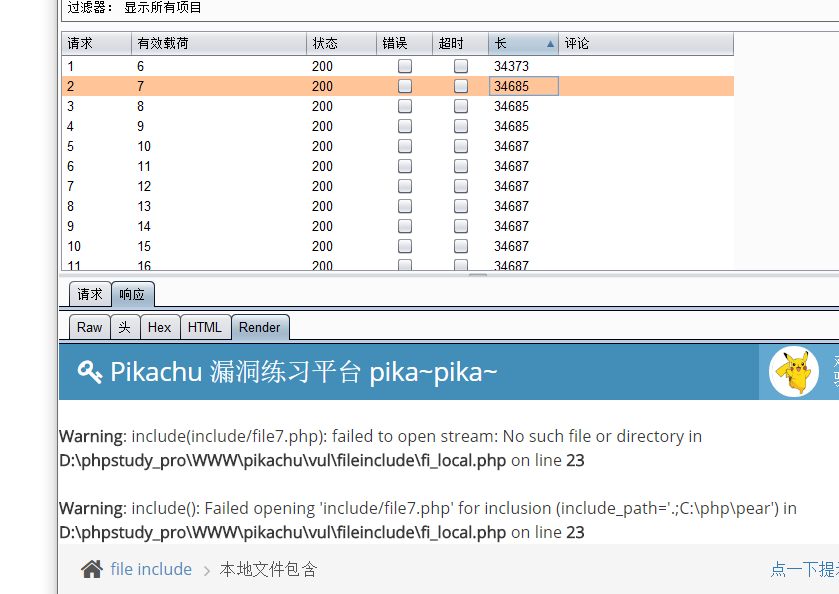 过滤器： 显示所有项目
请求 有效载荷 状态 错误 超时 长 评论
1 6 200 34373
2 7 200 34685
3 8 200 34685
4 9 200 34685
5 10 200 34687
6 11 200 34687
7 12 200 34687
8 13 200 34687
9 14 200 34687
10 15 200 34687
11 16 200 34687
请求 响应
Raw 头 Hex HTML Render
Pikachu 漏洞练习平台 pika~pika~
Warning: include(include/file7.php): failed to open stream: No such file or directory in
D:\phpstudy_pro\WWW\pikachu\vul\fileinclude\fi_local.php on line 23
Warning: include(): Failed opening 'include/file7.php' for inclusion (include_path='.;C:\php\pear') in
D:\phpstudy_pro\WWW\pikachu\vul\fileinclude\fi_local.php on line 23
file include 本地文件包含 点一下提